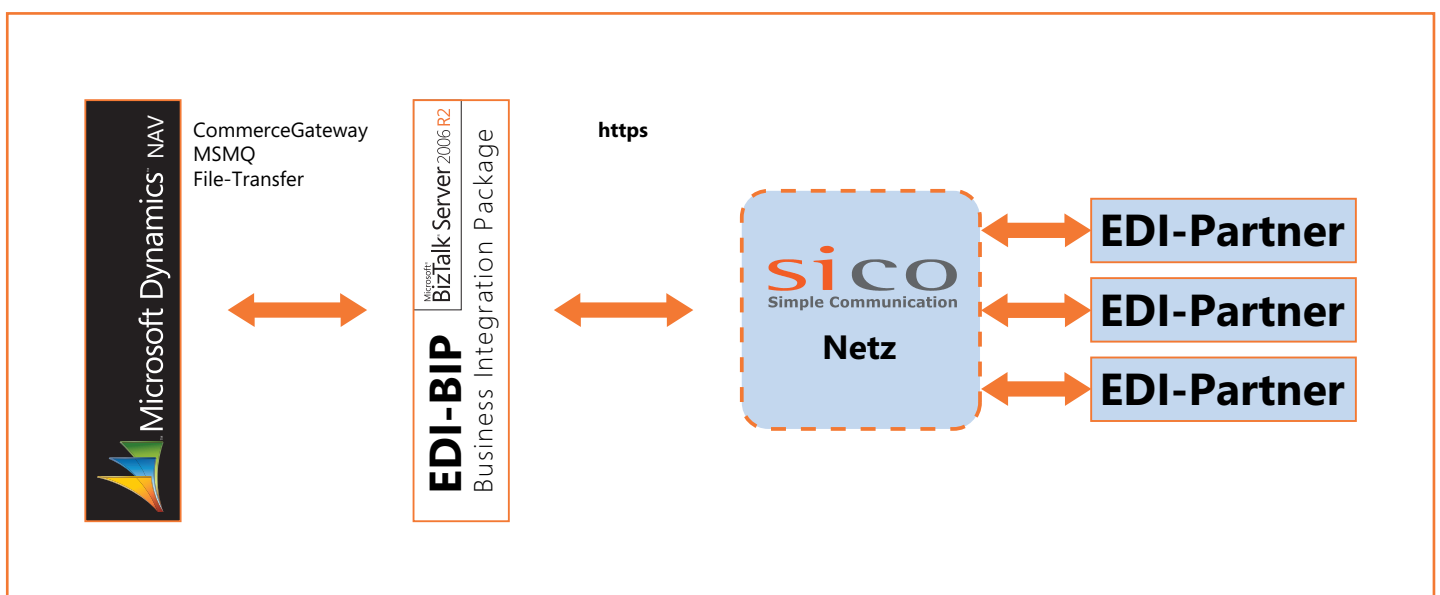 Microsoft Dynamics™ NAV
CommerceGateway
MSMQ
File-Transfer
EDI-BIP
Microsoft®
BizTalk Server 2006 R2
Business Integration Package
https
sico
Simple Communication
Netz
EDI-Partner
EDI-Partner
EDI-Partner